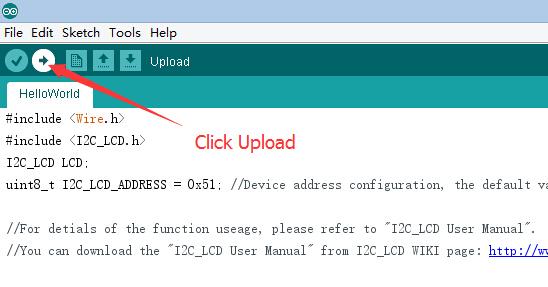 File Edit Sketch Tools Help
Upload
HelloWorld
#include <Wire.h>
Click Upload
#include <I2C_LCD.h>
I2C_LCD LCD;
uint8_t I2C_LCD_ADDRESS = 0x51; //Device address configuration, the default va
//For detials of the function useage, please refer to "I2C_LCD User Manual".
//You can download the "I2C_LCD User Manual" from I2C_LCD WIKI page: http://ww